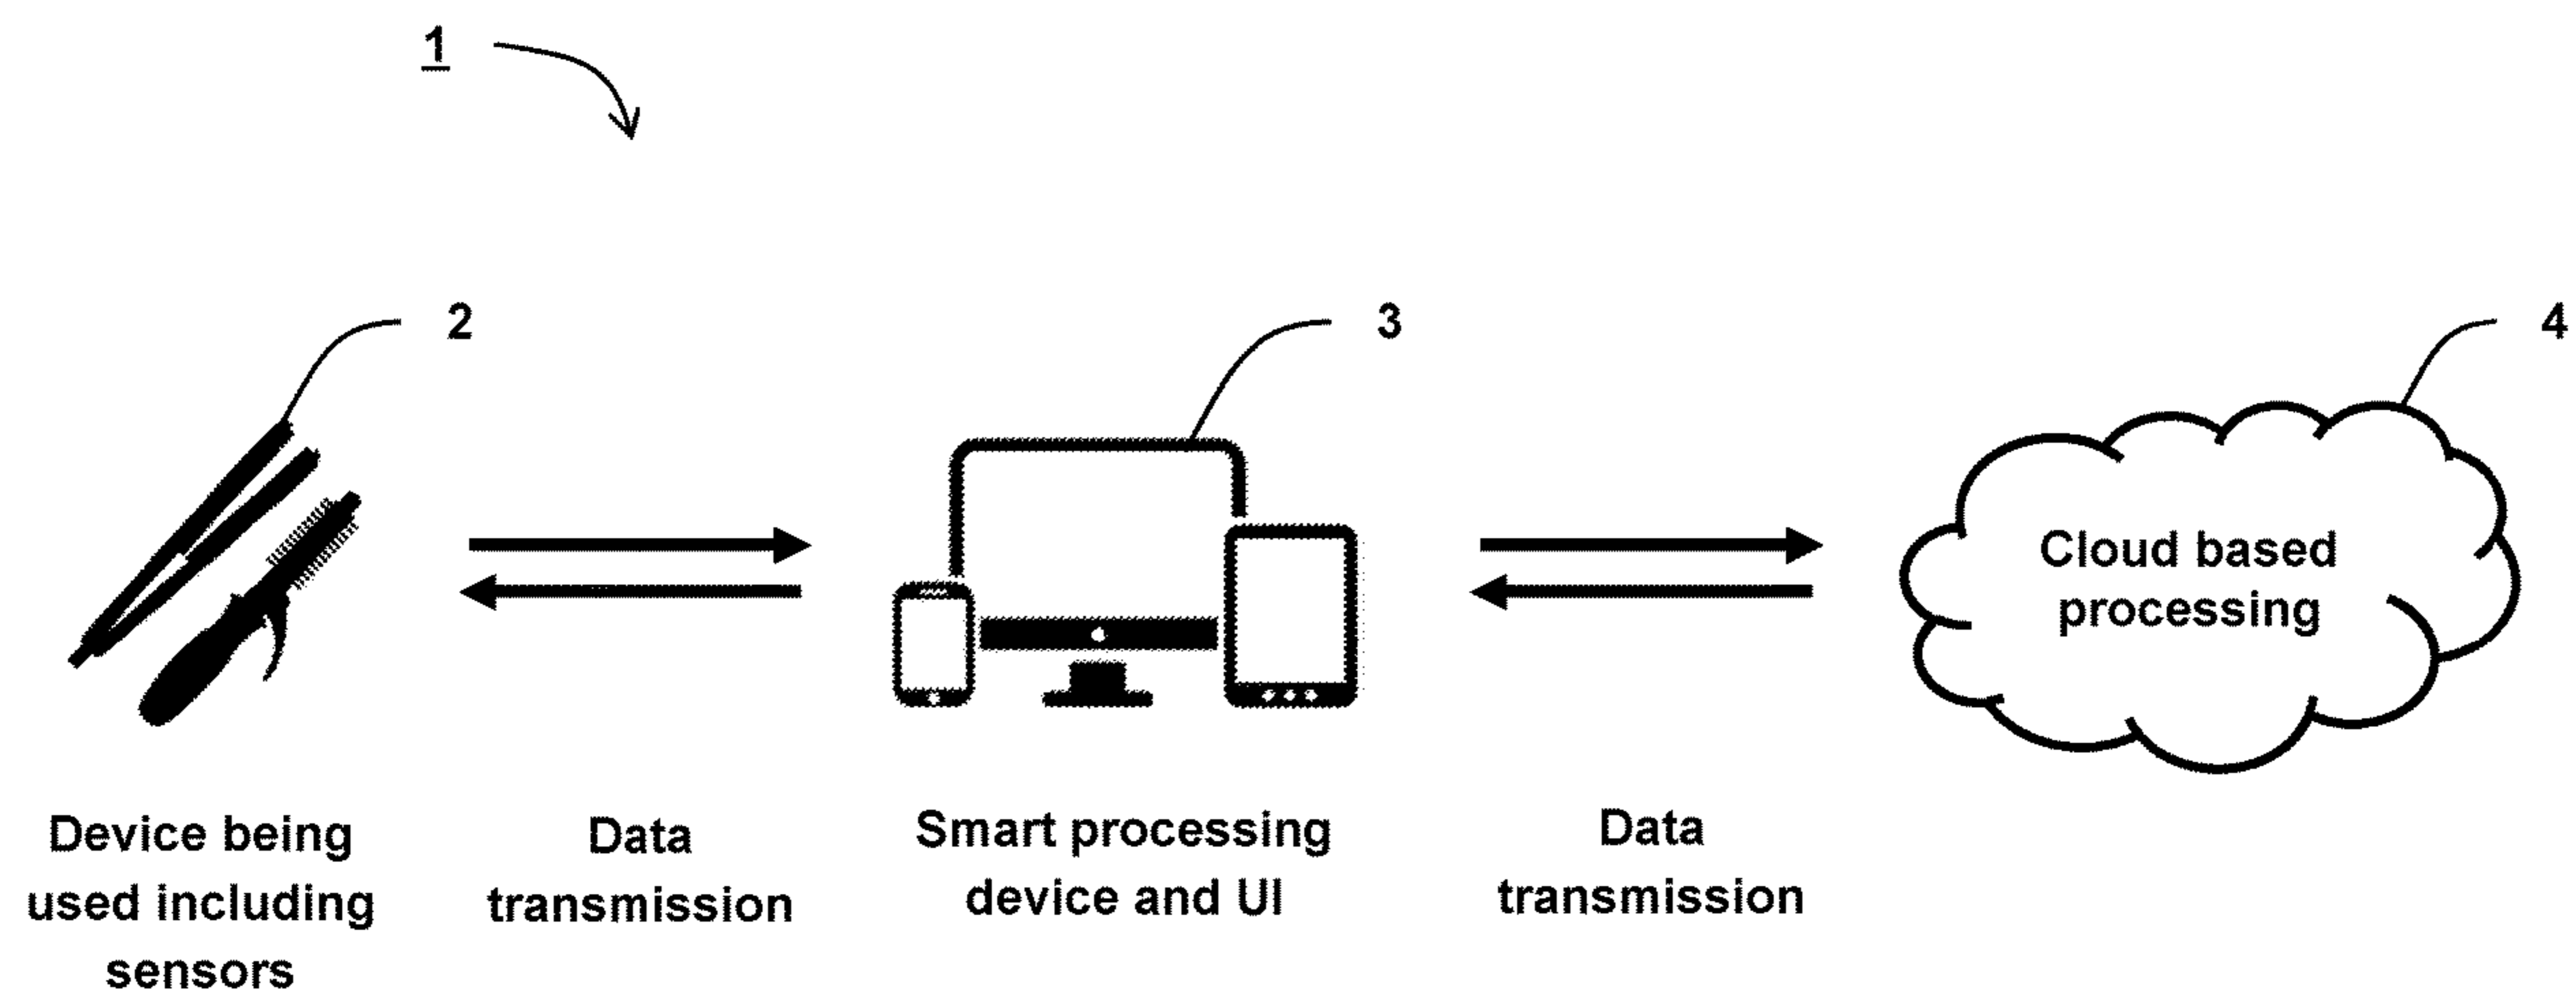 1
2
3
4
Cloud based
processing
Device being
used including
sensors
Data
transmission
Smart processing
device and UI
Data
transmission